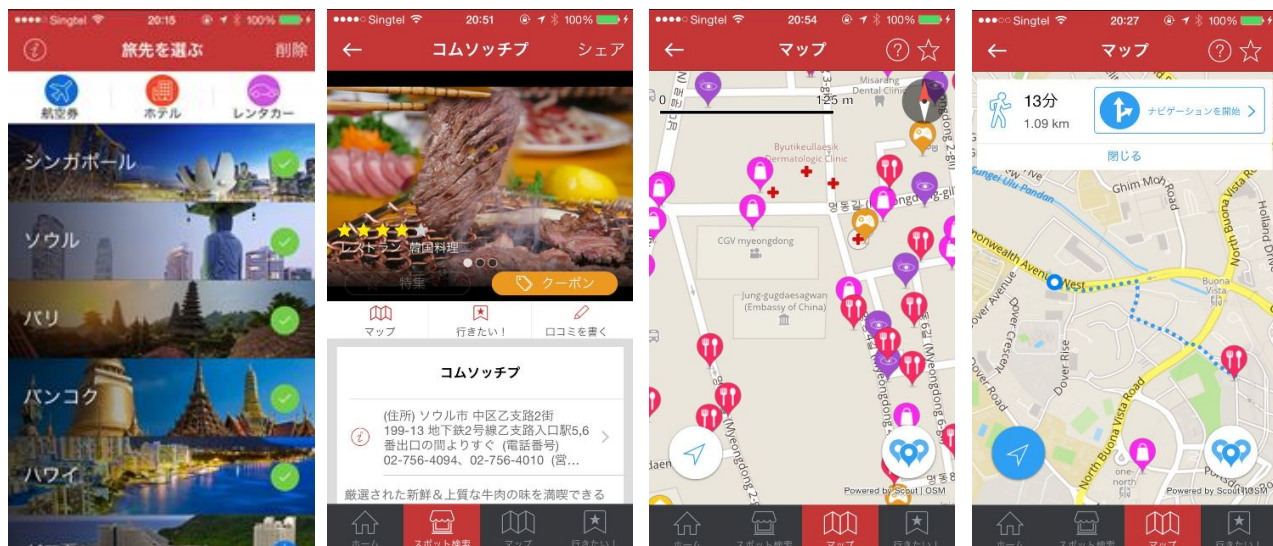 Singtel 20:15 100%
旅先を選ぶ 削除
航空券 ホテル レンタカー
シンガポール
ソウル
バリ
バンコク
ハワイ
Singtel 20:51 100%
コムソッチプ シェア
レストラン 韓国料理
特集 クーポン
マップ 行きたい！ 口コミを書く
コムソッチプ
(住所) ソウル市 中区乙支路2街
199-13 地下鉄2号線乙支路入口駅5,6
番出口の間よりすぐ (電話番号)
02-756-4094、02-756-4010 (営…
厳選された新鮮＆上質な牛肉の味を満喫できる
ホーム スポット検索 マップ 行きたい！
Singtel 20:54 100%
マップ
0 125 m
Misarang
Dental Clinic
Byutikeullaesik
Dermatologic Clinic
CGV myeongdong
Jung-gugdaesagwan
(Embassy of China)
Powered by Scout | OSM
ホーム スポット検索 マップ 行きたい！
Singtel 20:27 100%
マップ
13分
1.09 km
ナビゲーションを開始
閉じる
Sungei Ulu Pandan
Ghim Moh
North Buona Vista
Holland Drive
Commonwealth Avenue West
Buona
Vista
Dover Crescent
Dover Rise
Dover Road
North Buona Vista Road
one-
north
Powered by Scout | OSM
ホーム スポット検索 マップ 行きたい！